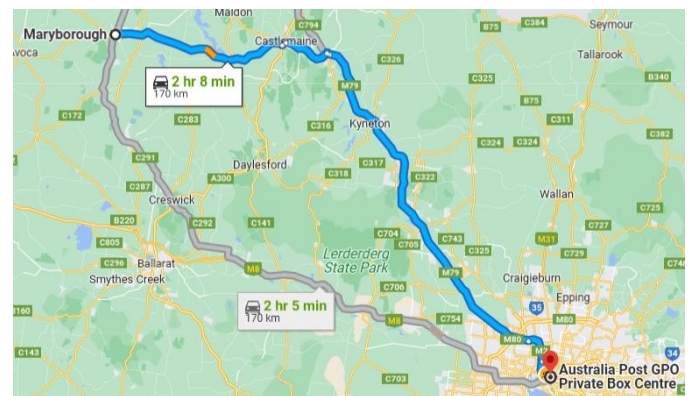 Maldon
C794
B75
C384
Seymour
Maryborough
Avoca
Castlemaine
Tallarook
2 hr 8 min
170 km
C326
M79
B75
B340
C172
C283
C316
Kyneton
C325
C311
C382
C291
Daylesford
C317
C324
C324
C318
C322
C287
A300
Wallan
Creswick
C725
B220
C292
C141
C704
C727
C805
Lerderderg
State Park
C705
C743
M31
C296
Ballarat
M8
C325
C729
Smythes Creek
M79
Craigieburn
C706
35
Epping
2 hr 5 min
170 km
M8
C754
M80
M80
C143
34
C703
Australia Post GPO
Private Box Centre